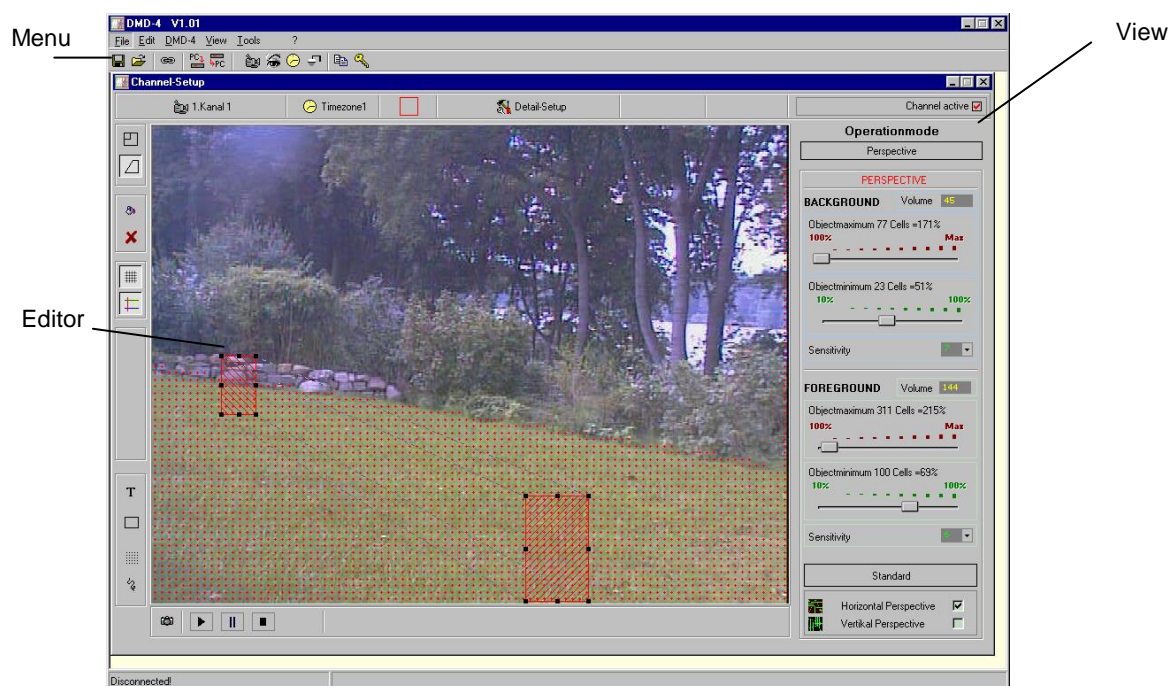 Menu
View
Editor
DMD-4 V1.01
File Edit DMD-4 View Tools ?
PC
PC
Channel-Setup
1.Kanal 1
Timezone1
Detail-Setup
Channel active
Operationmode
Perspective
PERSPECTIVE
BACKGROUND Volume 45
Objectmaximum 77 Cells =171%
100% Max
Objectminimum 23 Cells =51%
10% 100%
Sensitivity
FOREGROUND Volume 144
Objectmaximum 311 Cells =215%
100% Max
Objectminimum 100 Cells =69%
10% 100%
Sensitivity
Standard
Horizontal Perspective
Vertikal Perspective
T
Disconnected!